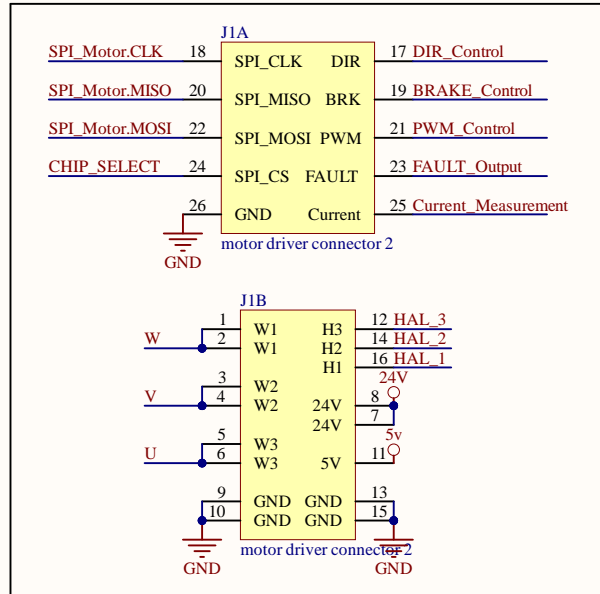 J1A
SPI_Motor.CLK 18 SPI_CLK DIR 17 DIR_Control
SPI_Motor.MISO 20 SPI_MISO BRK 19 BRAKE_Control
SPI_Motor.MOSI 22 SPI_MOSI PWM 21 PWM_Control
CHIP_SELECT 24 SPI_CS FAULT 23 FAULT_Output
26 GND Current 25 Current_Measurement
GND
motor driver connector 2
J1B
1 W1 H3 12 HAL_3
W 2 W1 H2 14 HAL_2
H1 16 HAL_1
24V
3 W2
V 4 W2 24V 8
24V 7
5v
5 W3
U 6 W3 5V 11
9 GND GND 13
10 GND GND 15
motor driver connector 2
GND GND